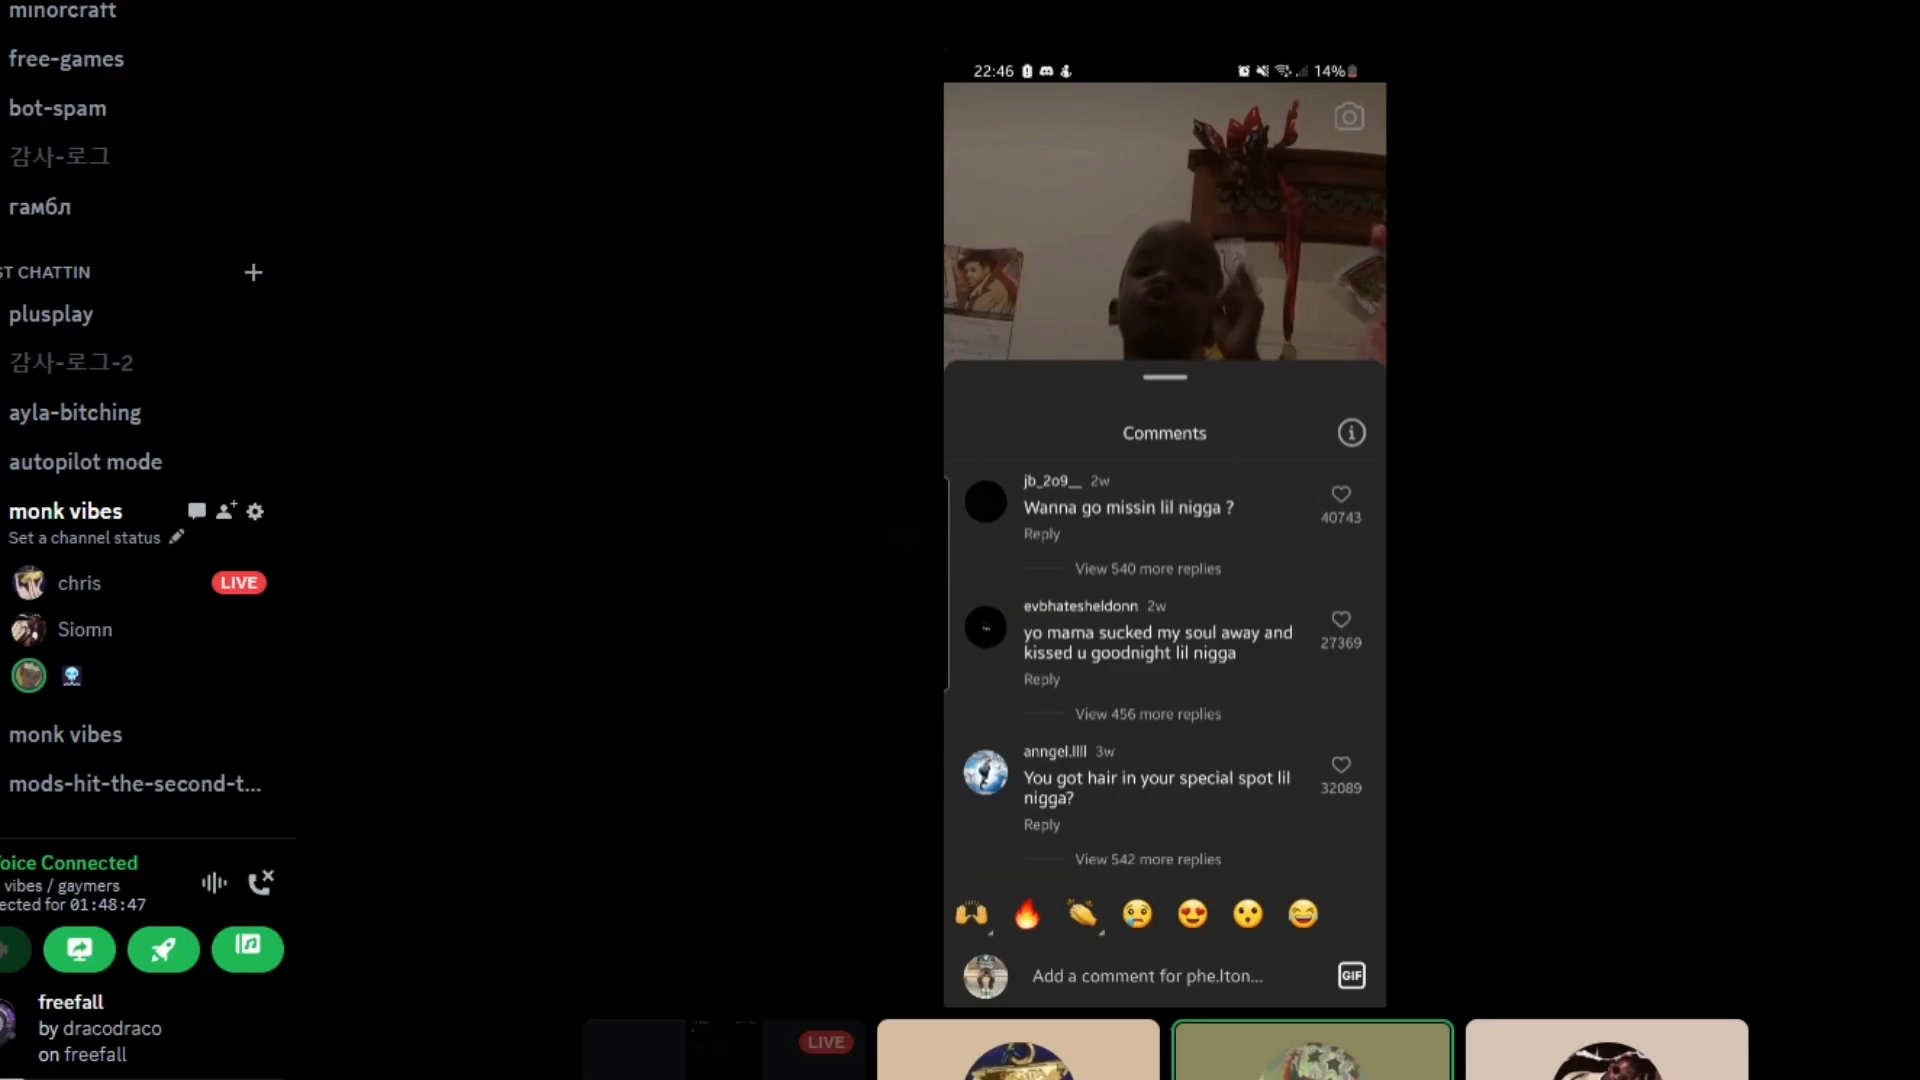 minorcraft
free-games
bot-spam
감사-로그
гамбл
ST CHATTIN
plusplay
감사-로그-2
ayla-bitching
autopilot mode
monk vibes
Set a channel status
chris
LIVE
Siomn
monk vibes
mods-hit-the-second-t...
Voice Connected
vibes / gaymers
ected for 01:48:47
freefall
by dracodraco
on freefall
22:46
14%
Comments
jb_2o9__ 2w
Wanna go missin lil nigga ?
40743
Reply
View 540 more replies
evbhatesheldonn 2w
yo mama sucked my soul away and
kissed u goodnight lil nigga
27369
Reply
View 456 more replies
anngel.llll 3w
You got hair in your special spot lil
nigga?
32089
Reply
View 542 more replies
Add a comment for phe.lton...
GIF
LIVE